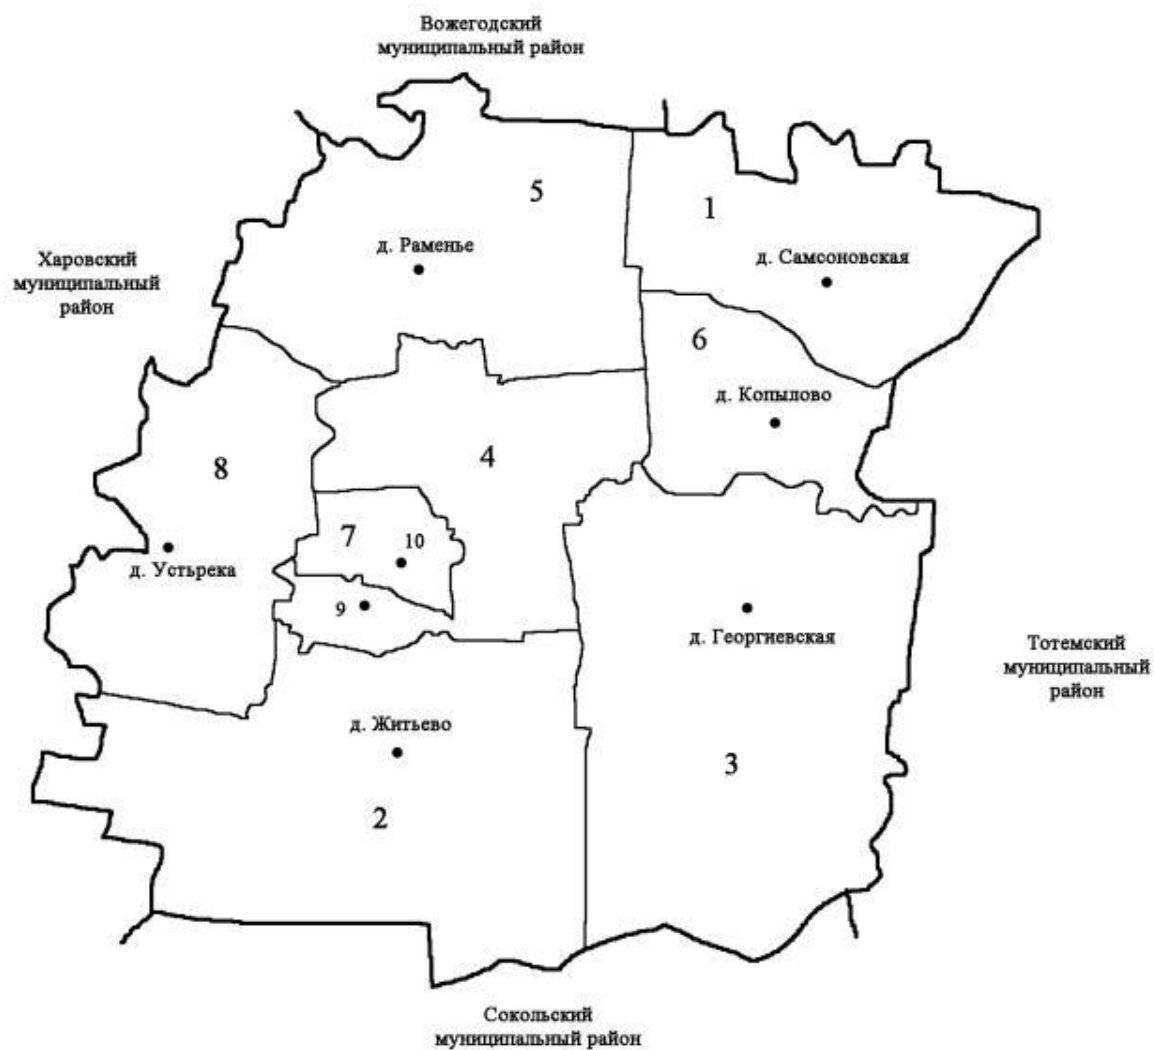 Вожегодский
муниципальный район
5
1
д. Раменье
д. Самсоновская
Харовский
муниципальный
район
6
д. Копылово
8
4
7
10
д. Устьрека
9
д. Георгиевская
Тотемский
муниципальный
район
д. Житьево
3
2
Сокольский
муниципальный район